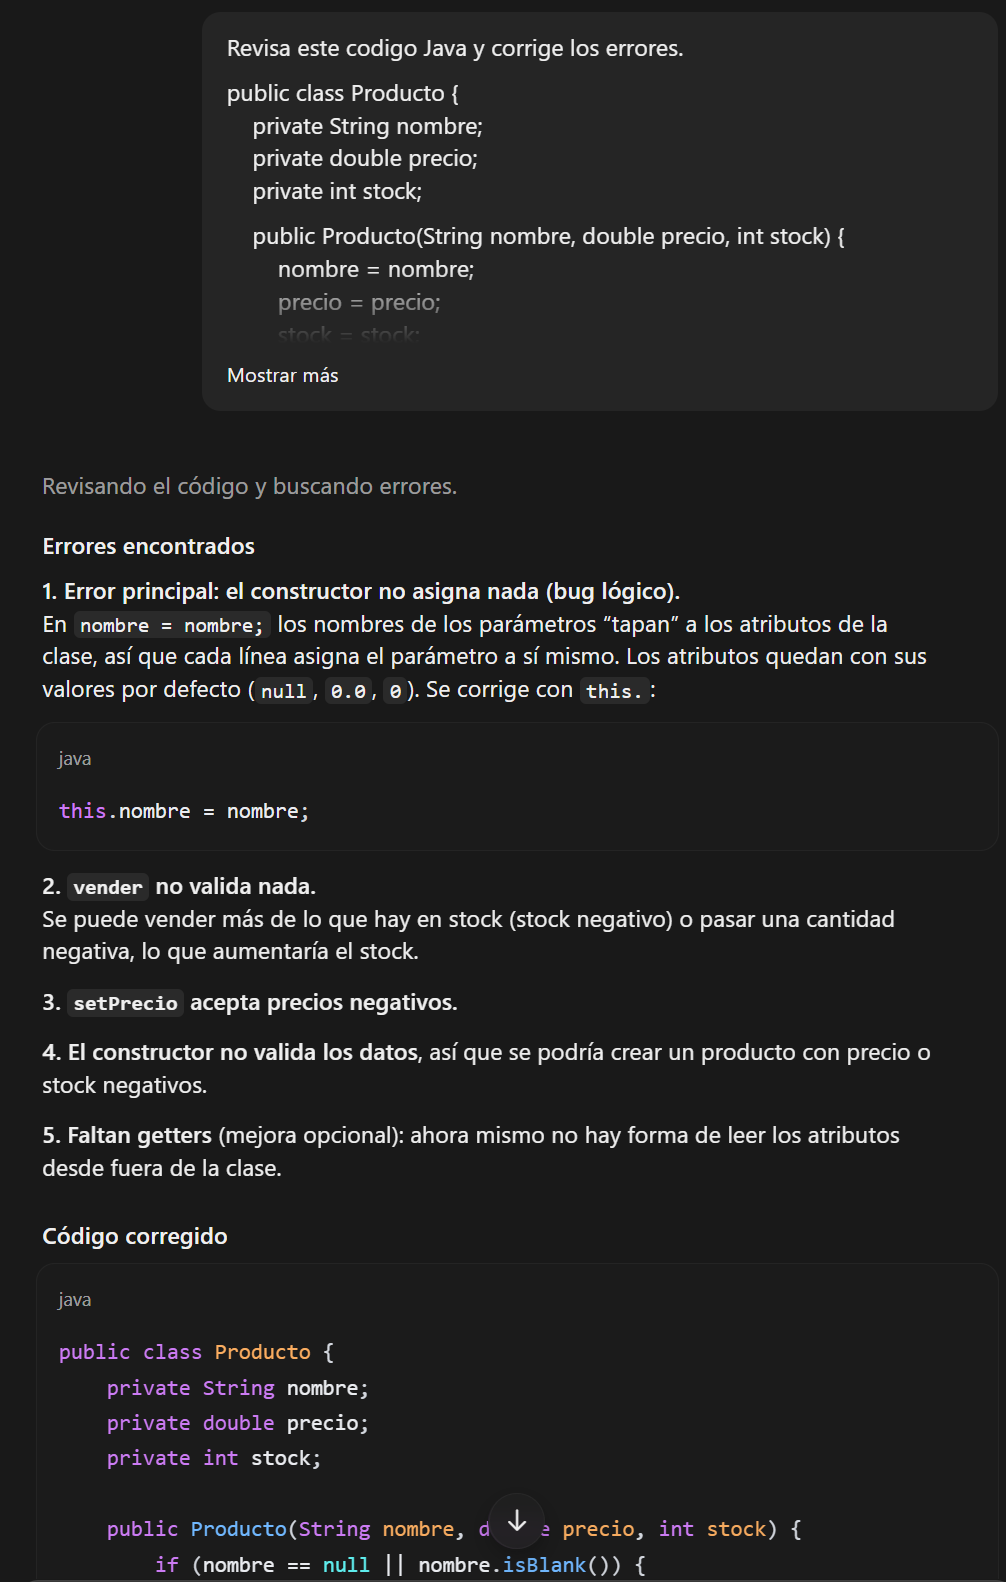 Revisa este codigo Java y corrige los errores.
public class Producto {
private String nombre;
private double precio;
private int stock;
public Producto(String nombre, double precio, int stock) {
nombre = nombre;
precio = precio;
stock = stock;
Mostrar más
Revisando el código y buscando errores.
Errores encontrados
1. Error principal: el constructor no asigna nada (bug lógico).
En nombre = nombre; los nombres de los parámetros “tapan” a los atributos de la
clase, así que cada línea asigna el parámetro a sí mismo. Los atributos quedan con sus
valores por defecto (null, 0.0, 0). Se corrige con this.:
java
this.nombre = nombre;
2. vender no valida nada.
Se puede vender más de lo que hay en stock (stock negativo) o pasar una cantidad
negativa, lo que aumentaría el stock.
3. setPrecio acepta precios negativos.
4. El constructor no valida los datos, así que se podría crear un producto con precio o
stock negativos.
5. Faltan getters (mejora opcional): ahora mismo no hay forma de leer los atributos
desde fuera de la clase.
Código corregido
java
public class Producto {
private String nombre;
private double precio;
private int stock;
public Producto(String nombre, precio, int stock) {
if (nombre == null || nombre.isBlank()) {